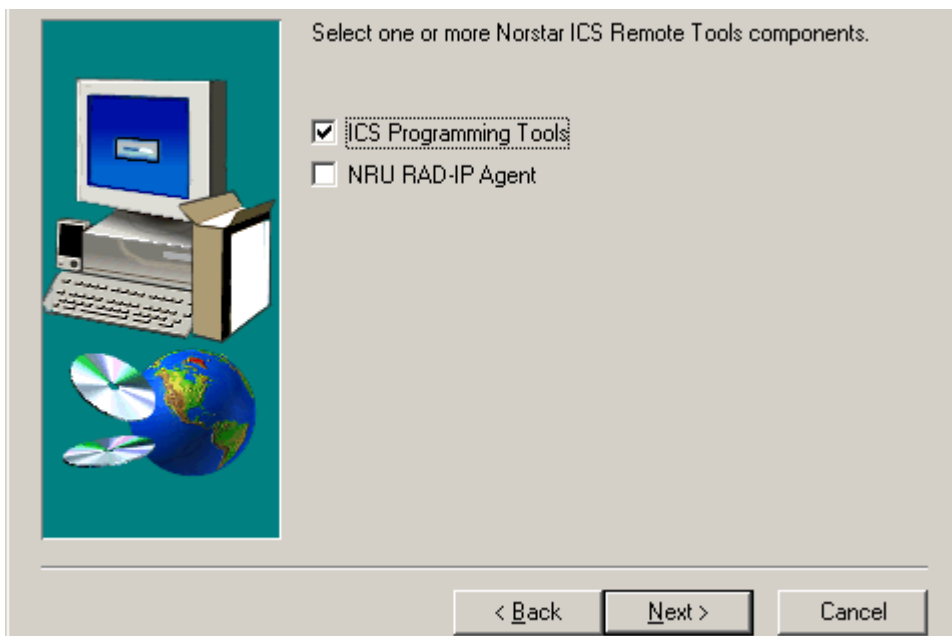 Select one or more Norstar ICS Remote Tools components.
ICS Programming Tools
NRU RAD-IP Agent
< Back
Next >
Cancel